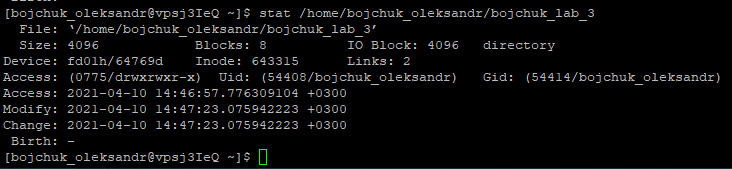 [bojchuk_oleksandr@vpsj3IeQ ~]$ stat /home/bojchuk_oleksandr/bojchuk_lab_3
  File: ‘/home/bojchuk_oleksandr/bojchuk_lab_3’
  Size: 4096            Blocks: 8          IO Block: 4096   directory
Device: fd01h/64769d    Inode: 643315      Links: 2
Access: (0775/drwxrwxr-x)  Uid: (54408/bojchuk_oleksandr)   Gid: (54414/bojchuk_oleksandr)
Access: 2021-04-10 14:46:57.776309104 +0300
Modify: 2021-04-10 14:47:23.075942223 +0300
Change: 2021-04-10 14:47:23.075942223 +0300
 Birth: -
[bojchuk_oleksandr@vpsj3IeQ ~]$